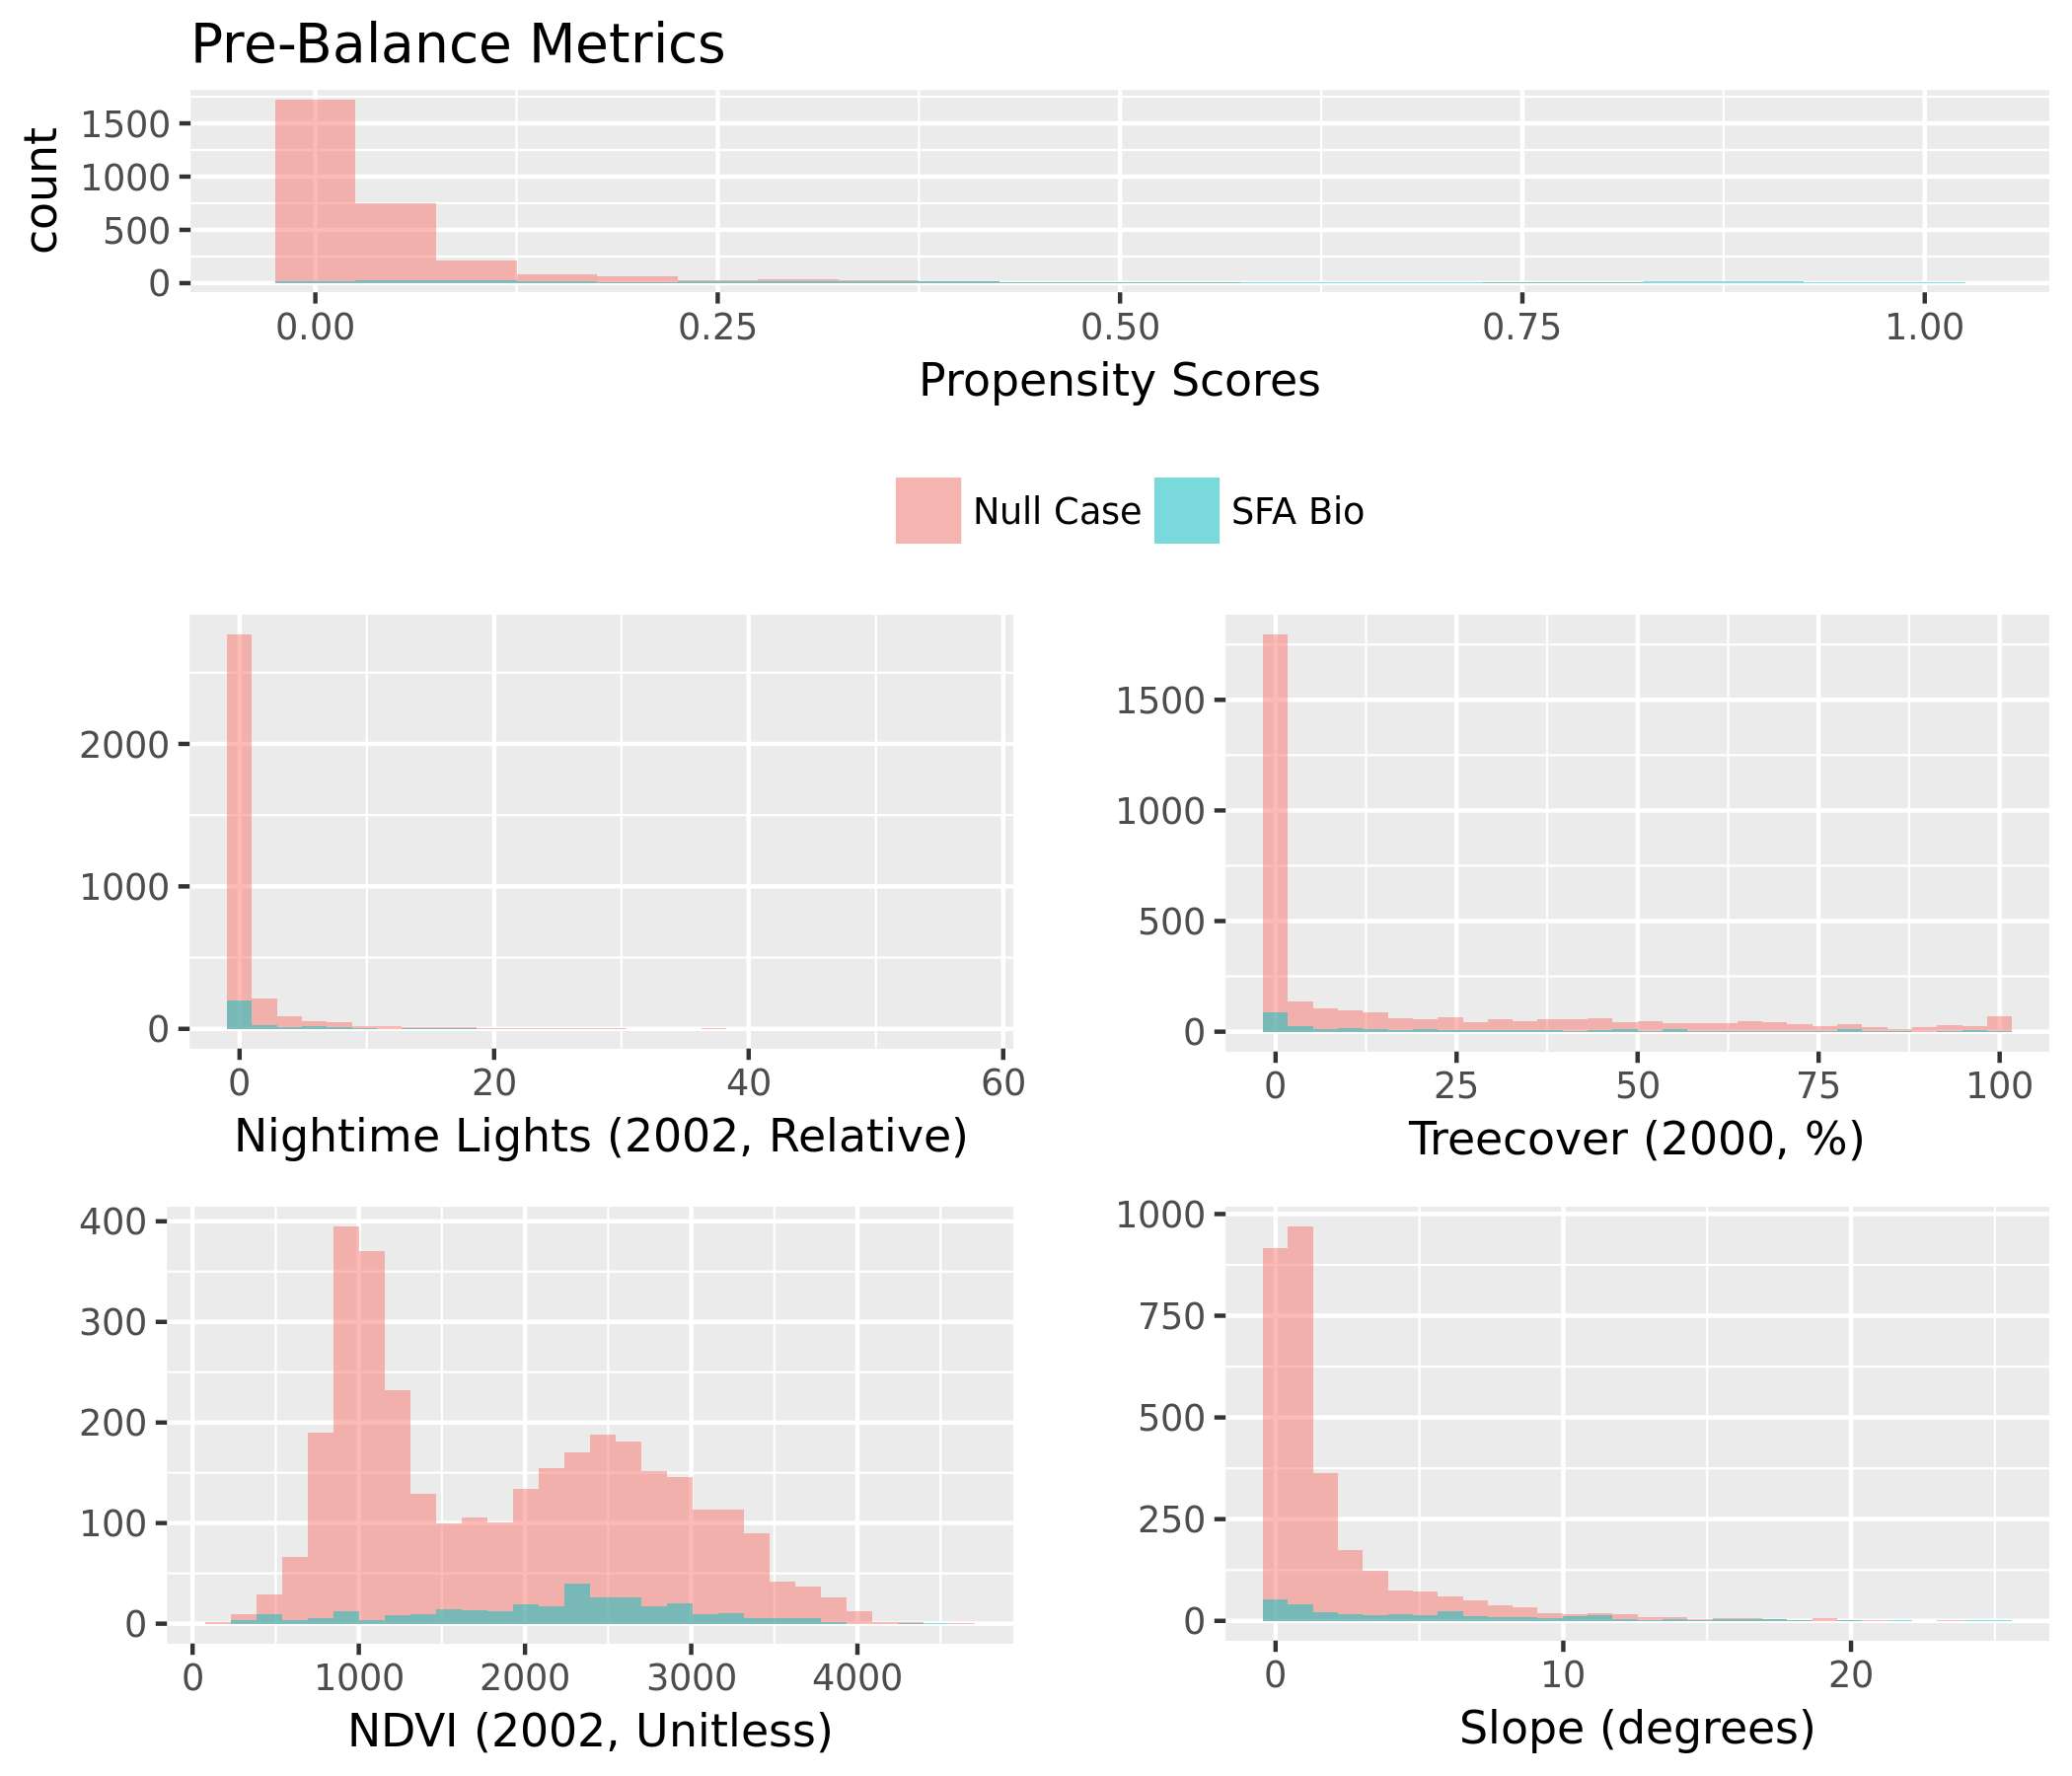 Pre-Balance Metrics
count
1500
1000
500
0
0.00 0.25 0.50 0.75 1.00
Propensity Scores
Null Case SFA Bio
2000
1000
0
0 20 40 60
Nightime Lights (2002, Relative)
1500
1000
500
0
0 25 50 75 100
Treecover (2000, %)
400
300
200
100
0
0 1000 2000 3000 4000
NDVI (2002, Unitless)
1000
750
500
250
0
0 10 20
Slope (degrees)